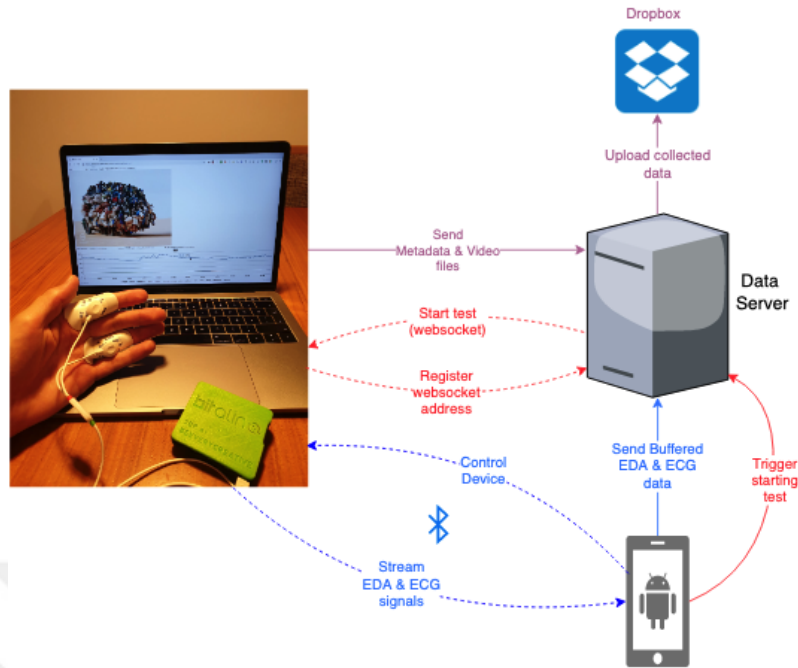 Dropbox
Upload collected
data
Send
Metadata & Video
files
Data
Server
Start test
(websocket)
Register
websocket
address
Control
Device
Send Buffered
EDA & ECG
data
Trigger
starting
test
Stream
EDA & ECG
signals
bitalino